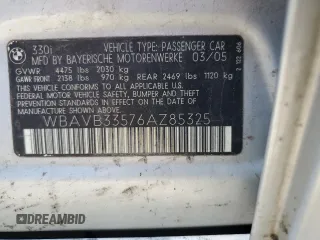 330i VEHICLE TYPE: PASSENGER CAR
MFD BY BAYERISCHE MOTORENWERKE 03/05
GVWR 4475 lbs 2030 kg
GAWR FRONT 2138 lbs 970 kg REAR 2469 lbs 1120 kg
WBAVB33576AZ85325
THIS VEHICLE CONFORMS TO ALL APPLICABLE
FEDERAL MOTOR VEHICLE SAFETY, BUMPER AND THEFT
PREVENTION STANDARDS IN EFFECT ON THE DATE OF
MANUFACTURE SHOWN ABOVE
DREAMBID